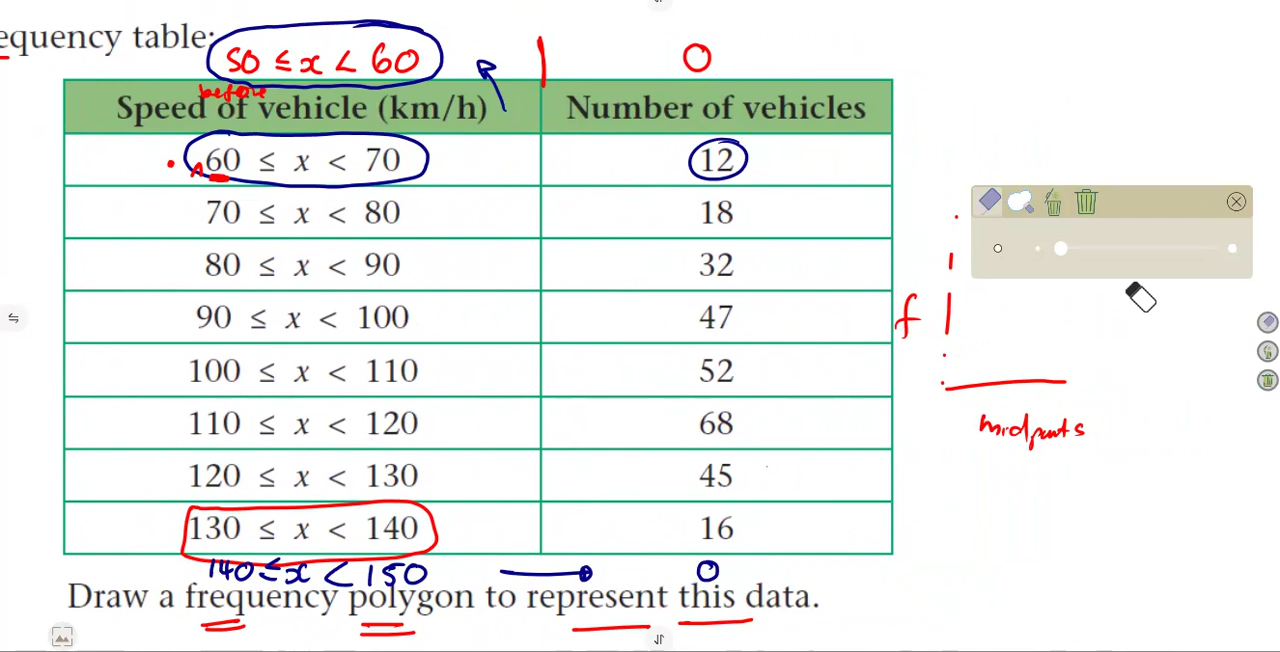 equency table:
50 ≤ x < 60 | 0
before
Speed of vehicle (km/h) Number of vehicles
60 ≤ x < 70 12
70 ≤ x < 80 18
80 ≤ x < 90 32
90 ≤ x < 100 47
f
100 ≤ x < 110 52
110 ≤ x < 120 68
midpoints
120 ≤ x < 130 45
130 ≤ x < 140 16
140 ≤ x < 150 0
Draw a frequency polygon to represent this data.